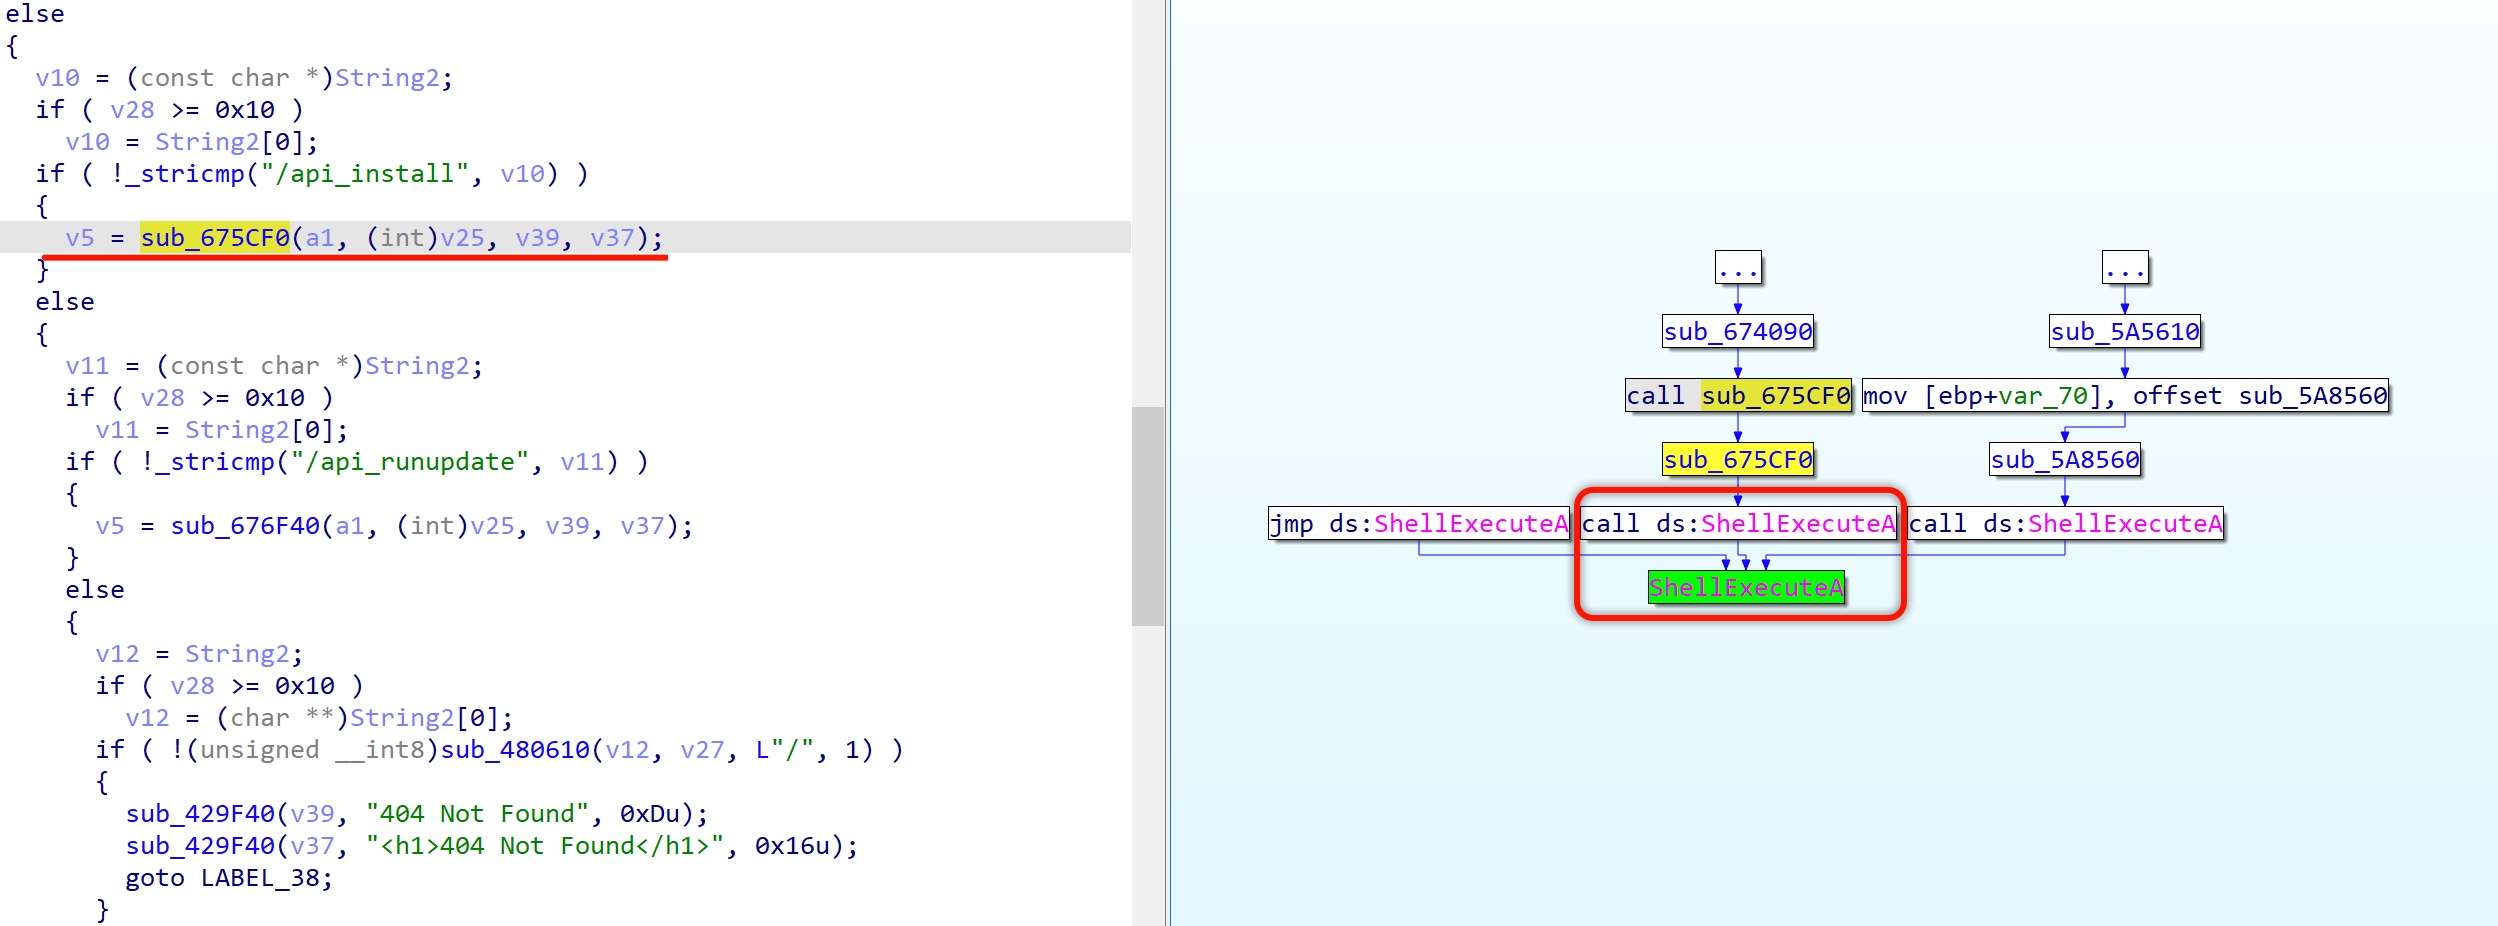 else
{
v10 = (const char *)String2;
if ( v28 >= 0x10 )
v10 = String2[0];
if ( !_stricmp("/api_install", v10) )
{
v5 = sub_675CF0(a1, (int)v25, v39, v37);
}
else
{
v11 = (const char *)String2;
if ( v28 >= 0x10 )
v11 = String2[0];
if ( !_stricmp("/api_runupdate", v11) )
{
v5 = sub_676F40(a1, (int)v25, v39, v37);
}
else
{
v12 = String2;
if ( v28 >= 0x10 )
v12 = (char **)String2[0];
if ( !(unsigned __int8)sub_480610(v12, v27, L"/", 1) )
{
sub_429F40(v39, "404 Not Found", 0xDu);
sub_429F40(v37, "<h1>404 Not Found</h1>", 0x16u);
goto LABEL_38;
}
...
...
sub_674090
sub_5A5610
call sub_675CF0
mov [ebp+var_70], offset sub_5A8560
sub_675CF0
sub_5A8560
jmp ds:ShellExecuteA
call ds:ShellExecuteA
call ds:ShellExecuteA
ShellExecuteA